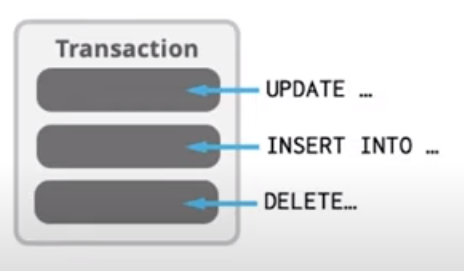 Transaction
UPDATE …
INSERT INTO …
DELETE…